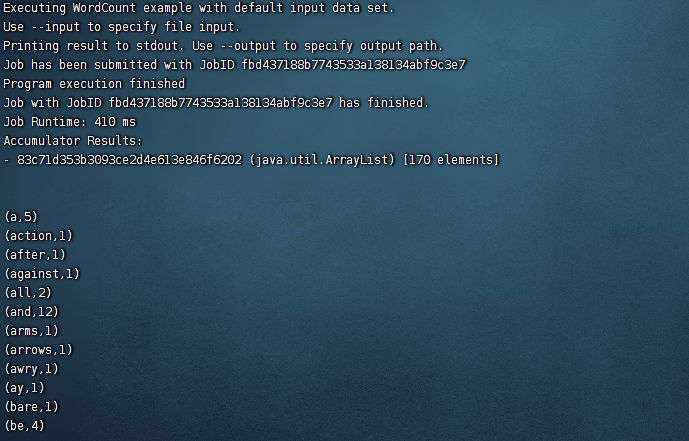 Executing WordCount example with default input data set.
Use --input to specify file input.
Printing result to stdout. Use --output to specify output path.
Job has been submitted with JobID fbd437188b7743533a138134abf9c3e7
Program execution finished
Job with JobID fbd437188b7743533a138134abf9c3e7 has finished.
Job Runtime: 410 ms
Accumulator Results:
- 83c71d353b3093ce2d4e613e846f6202 (java.util.ArrayList) [170 elements]
(a,5)
(action,1)
(after,1)
(against,1)
(all,2)
(and,12)
(arms,1)
(arrows,1)
(awry,1)
(ay,1)
(bare,1)
(be,4)